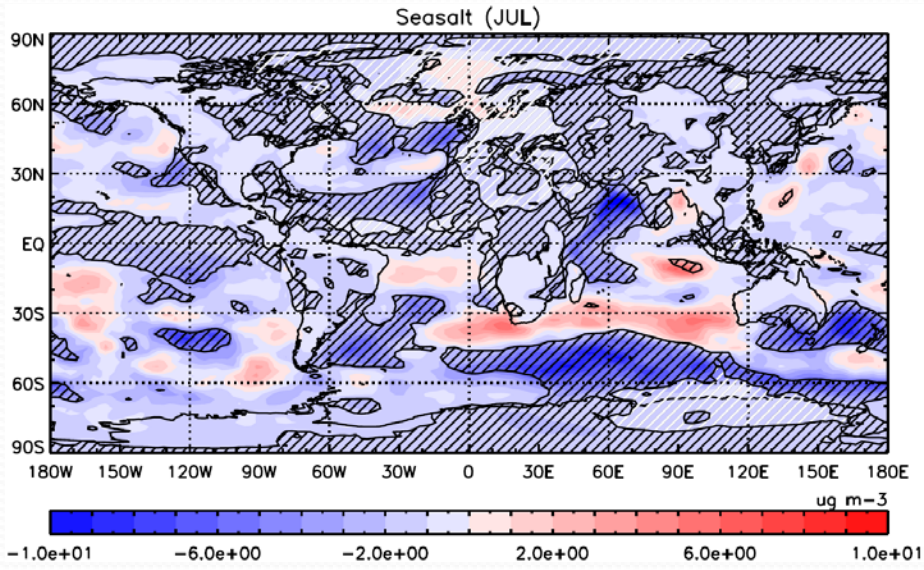 Seasalt (JUL)
90N
60N
30N
EQ
30S
60S
90S
180W 150W 120W 90W 60W 30W 0 30E 60E 90E 120E 150E 180E
ug m-3
-1.0e+01 -6.0e+00 -2.0e+00 2.0e+00 6.0e+00 1.0e+01